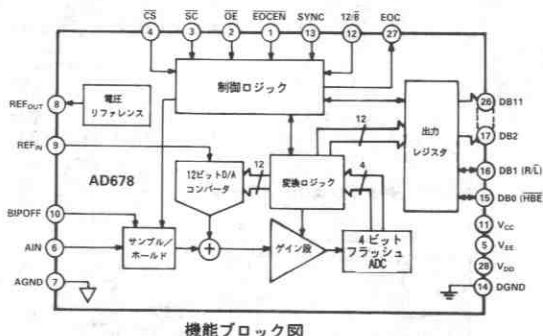 CS SC OE EOCEN SYNC 12/8 EOC
4 3 2 1 13 12 27
制御ロジック
電圧
リファレンス
REFOUT 8
REFIN 9
AD678
12ビットD/A
コンバータ
12
変換ロジック
12
4
出力
レジスタ
26 DB11
17 DB2
16 DB1 (R/L)
15 DB0 (HBE)
11 VCC
5 VEE
28 VDD
14 DGND
BIPOFF 10
AIN 6
AGND 7
サンプル/
ホールド
+
ゲイン段
4ビット
フラッシュ
ADC
機能ブロック図